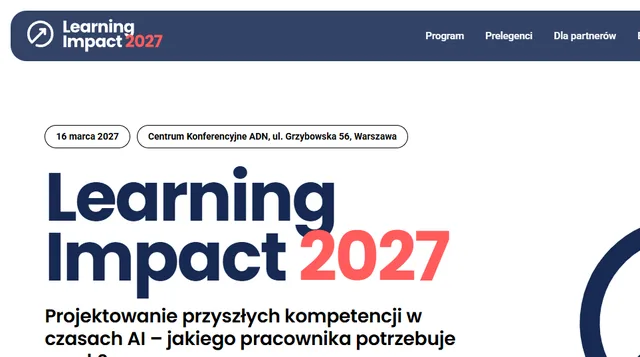 Learning
Impact 2027
Program
Prelegenci
Dla partnerów
16 marca 2027
Centrum Konferencyjne ADN, ul. Grzybowska 56, Warszawa
Learning
Impact 2027
Projektowanie przyszłych kompetencji w
czasach AI – jakiego pracownika potrzebuje